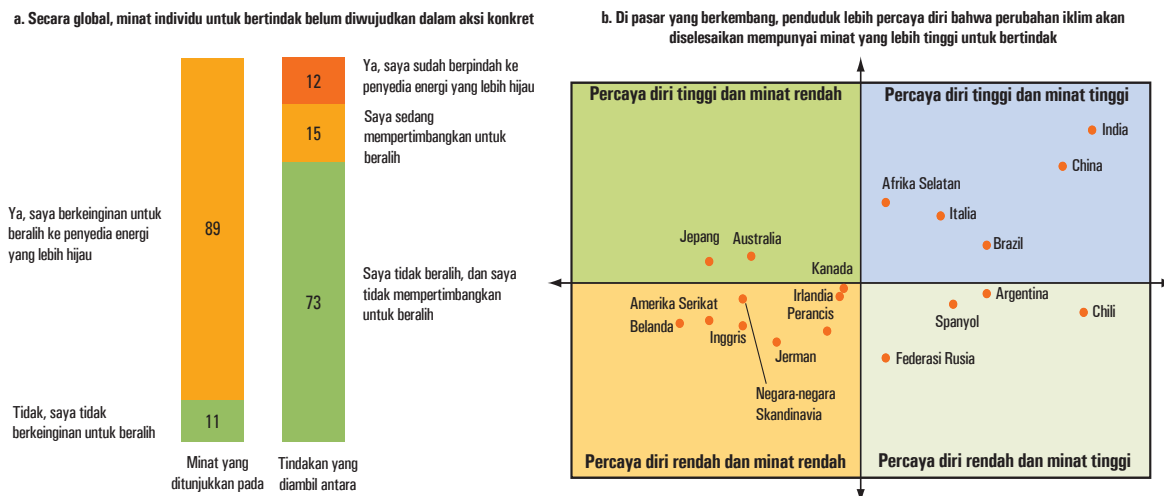 a. Secara global, minat individu untuk bertindak belum diwujudkan dalam aksi konkret
Ya, saya berkeinginan untuk
beralih ke penyedia energi
yang lebih hijau
Tidak, saya tidak
berkeinginan untuk beralih
89
11
Minat yang
ditunjukkan pada
12
15
73
Tindakan yang
diambil antara
Ya, saya sudah berpindah ke
penyedia energi yang lebih hijau
Saya sedang
mempertimbangkan untuk
beralih
Saya tidak beralih, dan saya
tidak mempertimbangkan
untuk beralih
b. Di pasar yang berkembang, penduduk lebih percaya diri bahwa perubahan iklim akan
diselesaikan mempunyai minat yang lebih tinggi untuk bertindak
Percaya diri tinggi dan minat rendah
Jepang
Australia
Percaya diri tinggi dan minat tinggi
India
China
Afrika Selatan
Italia
Brazil
Kanada
Irlandia
Amerika Serikat
Perancis
Belanda
Inggris
Jerman
Negara-negara
Skandinavia
Percaya diri rendah dan minat rendah
Argentina
Spanyol
Chili
Federasi Rusia
Percaya diri rendah dan minat tinggi